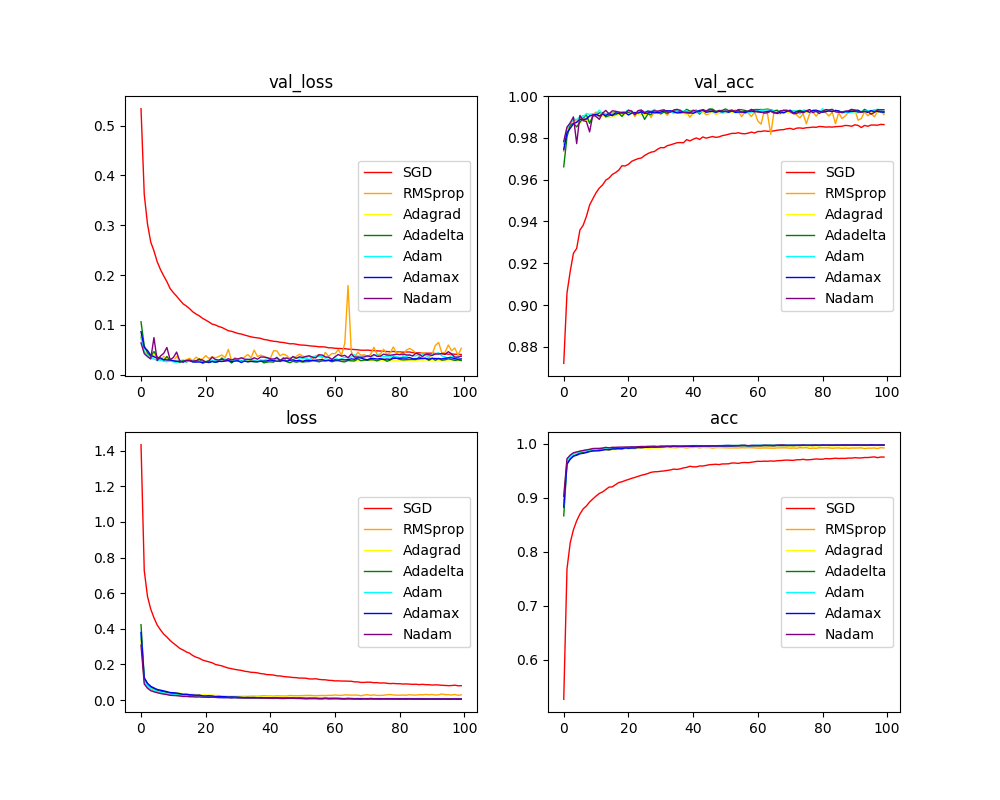 val_loss
0.5
0.4
0.3
0.2
0.1
0.0
0 20 40 60 80 100
SGD
RMSprop
Adagrad
Adadelta
Adam
Adamax
Nadam
val_acc
1.00
0.98
0.96
0.94
0.92
0.90
0.88
0 20 40 60 80 100
SGD
RMSprop
Adagrad
Adadelta
Adam
Adamax
Nadam
loss
1.4
1.2
1.0
0.8
0.6
0.4
0.2
0.0
0 20 40 60 80 100
SGD
RMSprop
Adagrad
Adadelta
Adam
Adamax
Nadam
acc
1.0
0.9
0.8
0.7
0.6
0 20 40 60 80 100
SGD
RMSprop
Adagrad
Adadelta
Adam
Adamax
Nadam